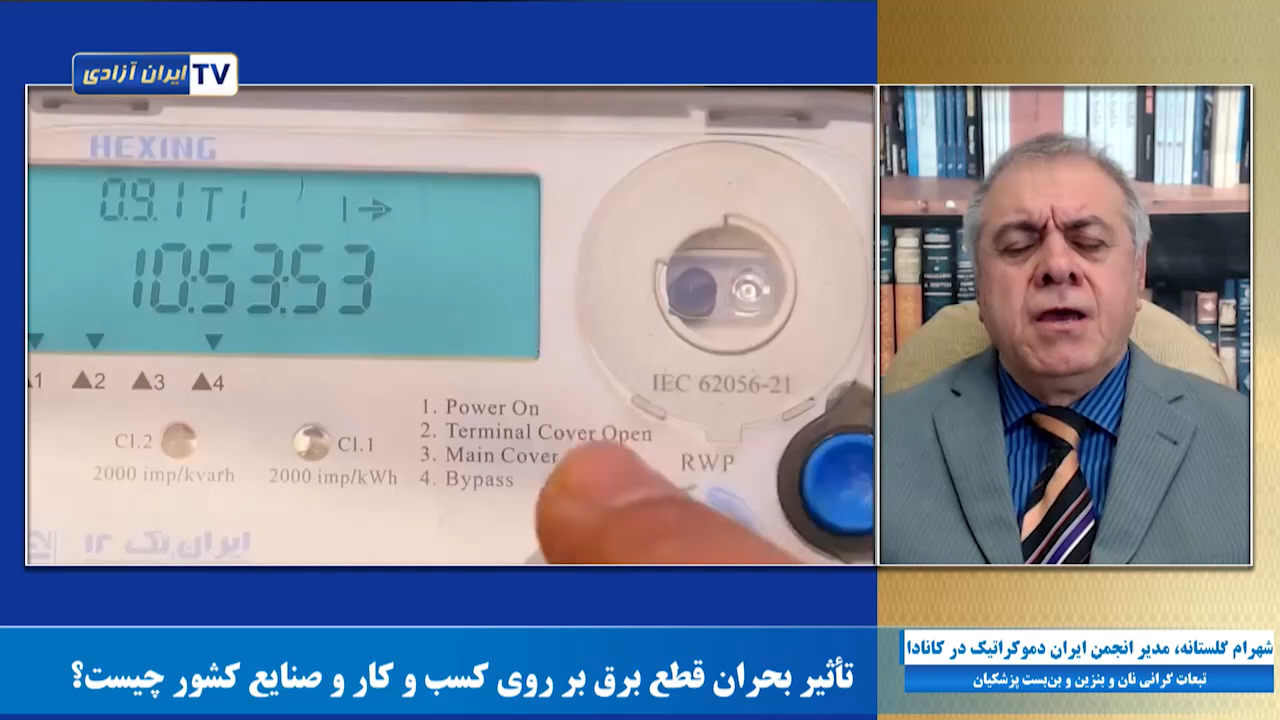 ایران آزادی TV
HEXING
0.9.1 T1
10:53:53
1 2 3 4
Cl.2
Cl.1
2000 imp/kvarh
2000 imp/kWh
1. Power On
2. Terminal Cover Open
3. Main Cover
4. Bypass
IEC 62056-21
RWP
ایران تک ۱۲
شهرام گلستانه، مدیر انجمن ایران دموکراتیک در کانادا
تبعات گرانی نان و بنزین و بن‌بست پزشکیان
تأثیر بحران قطع برق بر روی کسب و کار و صنایع کشور چیست؟